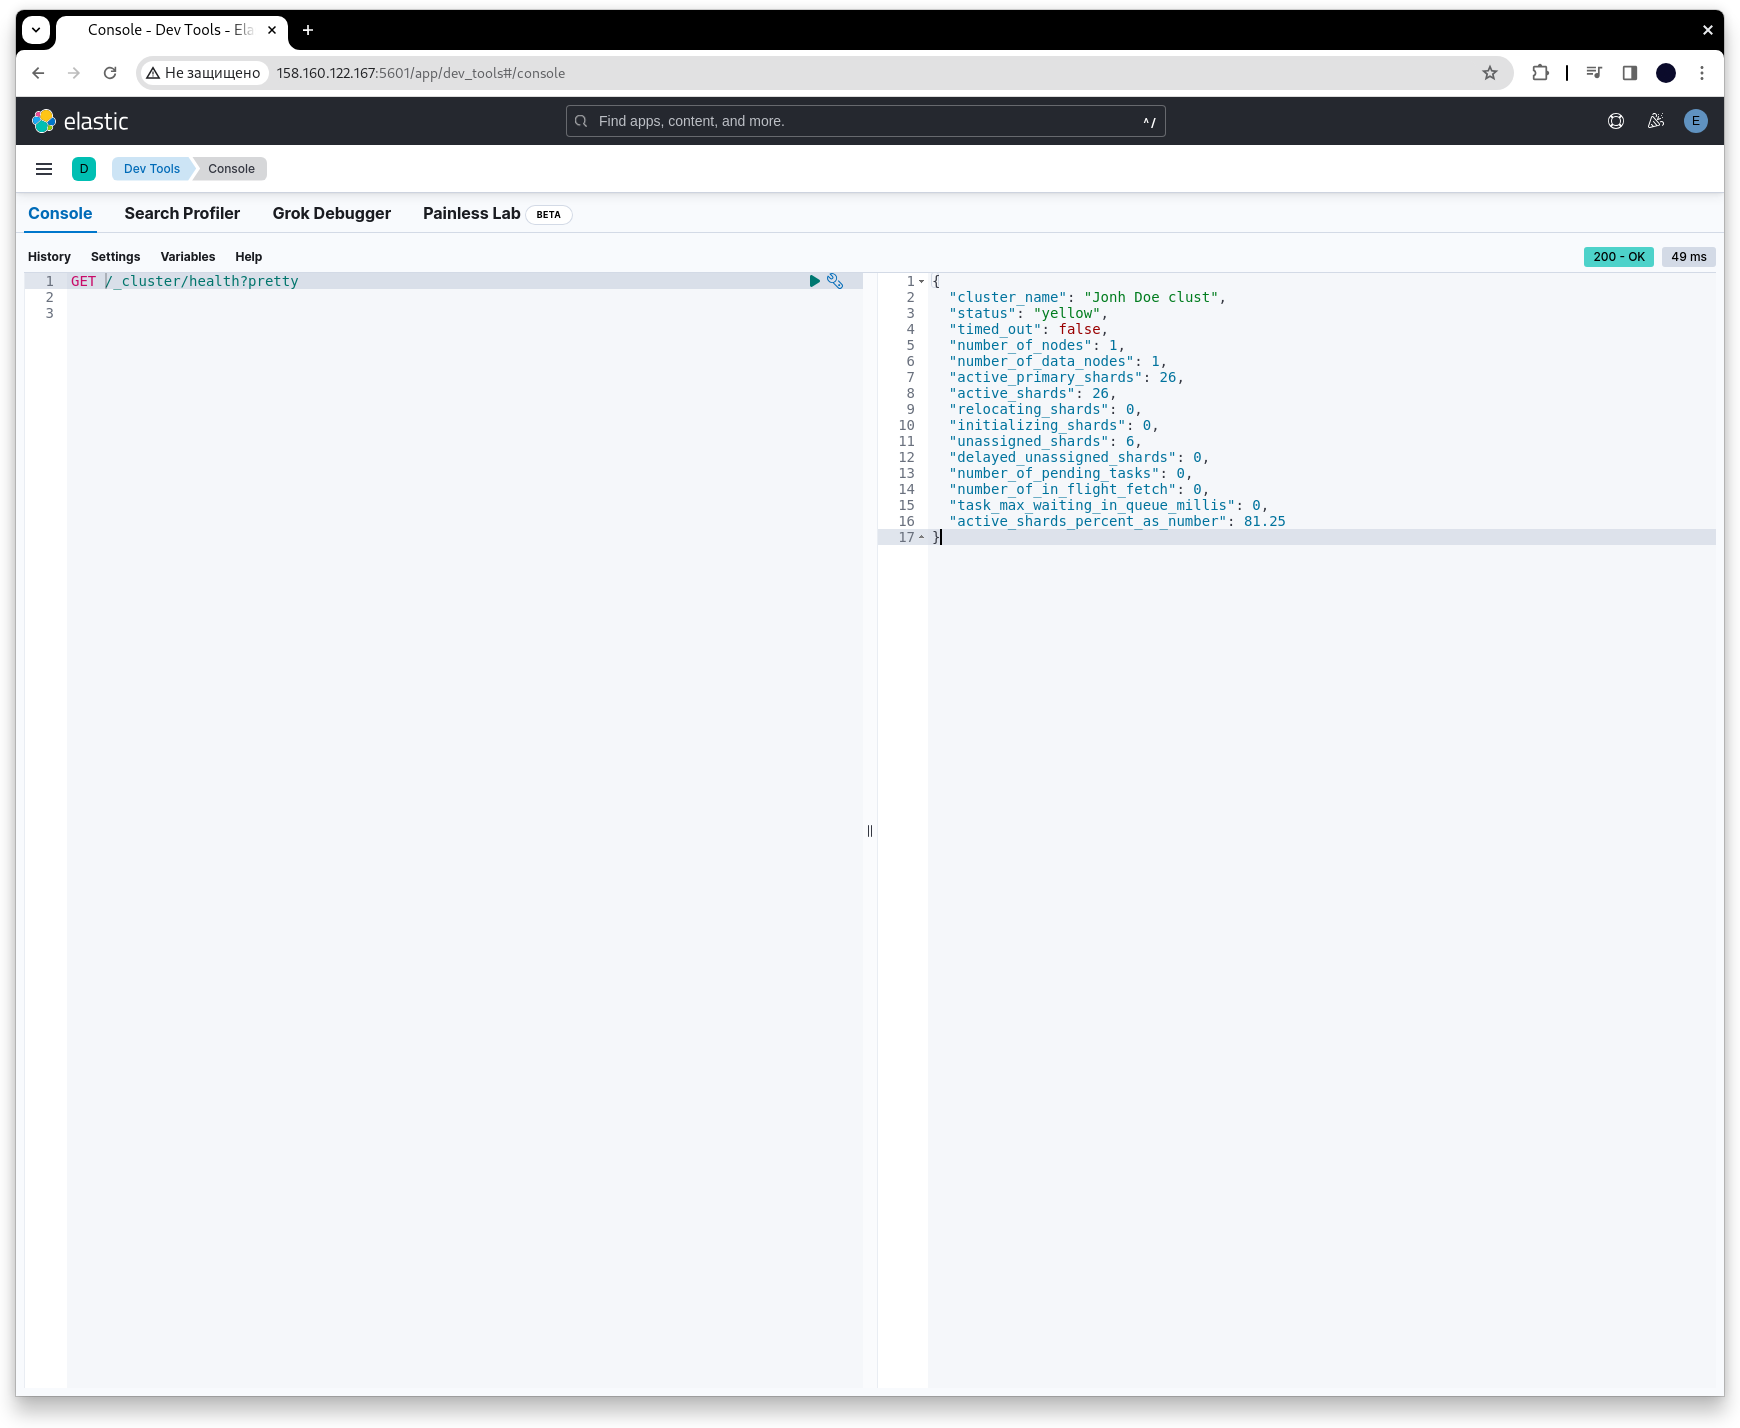 Console - Dev Tools - Ela
Не защищено 158.160.122.167:5601/app/dev_tools#/console
elastic Find apps, content, and more. ^/ E
D Dev Tools Console
Console Search Profiler Grok Debugger Painless Lab BETA
History Settings Variables Help 200 - OK 49 ms
1 GET /_cluster/health?pretty
2
3
1 {
2 "cluster_name": "Jonh Doe clust",
3 "status": "yellow",
4 "timed_out": false,
5 "number_of_nodes": 1,
6 "number_of_data_nodes": 1,
7 "active_primary_shards": 26,
8 "active_shards": 26,
9 "relocating_shards": 0,
10 "initializing_shards": 0,
11 "unassigned_shards": 6,
12 "delayed_unassigned_shards": 0,
13 "number_of_pending_tasks": 0,
14 "number_of_in_flight_fetch": 0,
15 "task_max_waiting_in_queue_millis": 0,
16 "active_shards_percent_as_number": 81.25
17 }